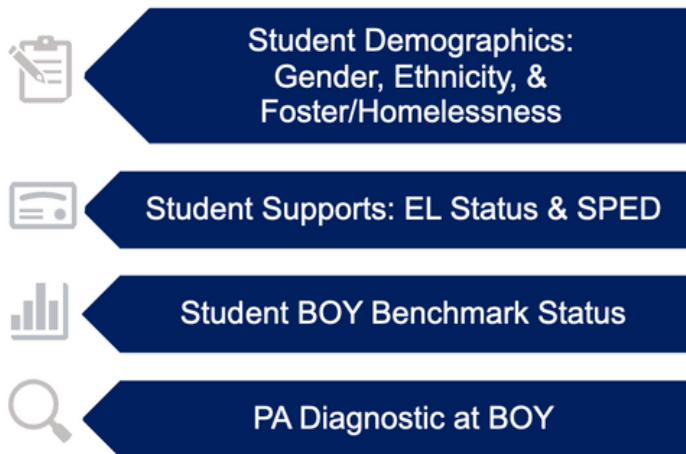 Student Demographics:
Gender, Ethnicity, &
Foster/Homelessness
Student Supports: EL Status & SPED
Student BOY Benchmark Status
PA Diagnostic at BOY